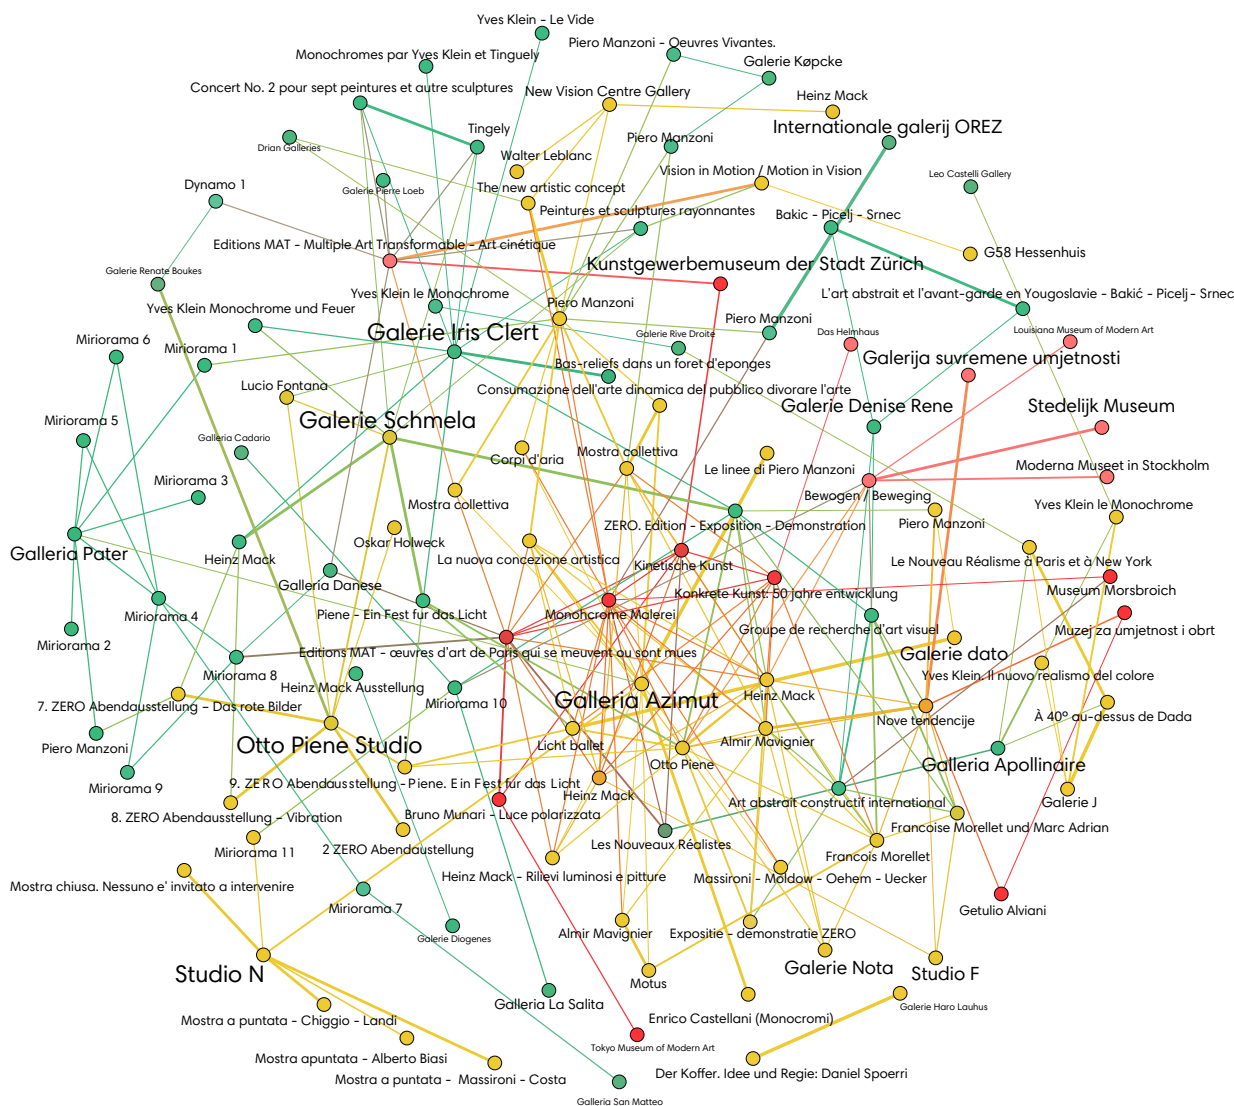 Yves Klein - Le Vide
Piero Manzoni - Oeuvres Vivantes.
Monochromes par Yves Klein et Tinguely
Galerie Køpcke
Concert No. 2 pour sept peintures et autre sculptures
New Vision Centre Gallery
Heinz Mack
Tingely
Internationale galerij OREZ
Piero Manzoni
Drian Galleries
Walter Leblanc
Vision in Motion / Motion in Vision
Leo Castelli Gallery
Dynamo 1
Galerie Pierre Loeb
The new artistic concept
Peintures et sculptures rayonnantes
Bakic - Picelj - Srnec
Editions MAT - Multiple Art Transformable - Art cinétique
G58 Hessenhuis
Kunstgewerbemuseum der Stadt Zürich
Galerie Renate Boukes
Yves Klein le Monochrome
L'art abstrait et l'avant-garde en Yougoslavie - Bakić - Picelj - Srnec
Yves Klein Monochrome und Feuer
Piero Manzoni
Piero Manzoni
Galerie Iris Clert
Galerie Rive Droite
Das Helmhaus
Lousiana Museum of Modern Art
Miriorama 6
Miriorama 1
Bas-reliefs dans un foret d'eponges
Galerija suvremene umjetnosti
Lucio Fontana
Consumazione dell'arte dinamica del pubblico divorare l'arte
Galerie Denise Rene
Stedelijk Museum
Miriorama 5
Galerie Schmela
Galleria Cadario
Corpi d'aria
Mostra collettiva
Le linee di Piero Manzoni
Moderna Museet in Stockholm
Miriorama 3
Bewogen / Beweging
Mostra collettiva
Yves Klein le Monochrome
ZERO. Edition - Exposition - Demonstration
Piero Manzoni
Oskar Holweck
Galleria Pater
Heinz Mack
La nuova concezione artistica
Kinetische Kunst
Le Nouveau Réalisme à Paris et à New York
Galleria Danese
Konkrete Kunst: 50 jahre entwicklung
Museum Morsbroich
Miriorama 4
Piene - Ein Fest fur das Licht
Monohcrome Malerei
Groupe de recherche d'art visuel
Muzej za umjetnost i obrt
Miriorama 2
Editions MAT - œuvres d'art de Paris qui se meuvent ou sont mues
Galerie dato
Miriorama 8
Heinz Mack Ausstellung
Yves Klein. Il nuovo realismo del colore
Miriorama 10
Galleria Azimut
Heinz Mack
7. ZERO Abendausstellung - Das rote Bilder
Nove tendencije
À 40° au-dessus de Dada
Piero Manzoni
Otto Piene Studio
Licht ballet
Almir Mavignier
Otto Piene
Galleria Apollinaire
Miriorama 9
9. ZERO Abendausstellung - Piene. Ein Fest fur das Licht
Heinz Mack
Art abstrait constructif international
Galerie J
8. ZERO Abendausstellung - Vibration
Bruno Munari - Luce polarizzata
Francoise Morellet und Marc Adrian
Miriorama 11
2 ZERO Abendaustellung
Les Nouveaux Réalistes
Francois Morellet
Mostra chiusa. Nessuno e' invitato a intervenire
Heinz Mack - Rilievi luminosi e pitture
Massironi - Moldow - Oehem - Uecker
Miriorama 7
Getulio Alviani
Galerie Diogenes
Almir Mavignier
Expositie - demonstratie ZERO
Studio N
Galerie Nota
Studio F
Motus
Galleria La Salita
Galerie Haro Lauhus
Mostra a puntata - Chiggio - Landi
Enrico Castellani (Monocromi)
Tokyo Museum of Modern Art
Mostra apuntata - Alberto Biasi
Der Koffer. Idee und Regie: Daniel Spoerri
Mostra a puntata - Massironi - Costa
Galleria San Matteo